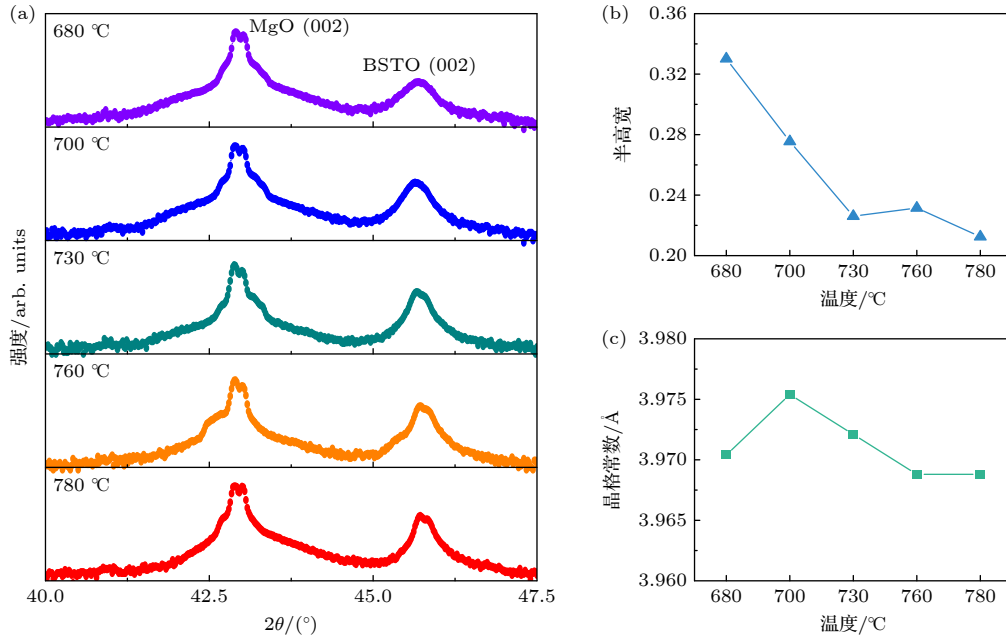 (a)
680 ℃
MgO (002)
BSTO (002)
700 ℃
730 ℃
760 ℃
780 ℃
强度/arb. units
40.0 42.5 45.0 47.5
2θ/(°)
(b)
0.36
0.32
0.28
0.24
0.20
半高宽
680 700 730 760 780
温度/℃
(c)
3.980
3.975
3.970
3.965
3.960
晶格常数/Å
680 700 730 760 780
温度/℃